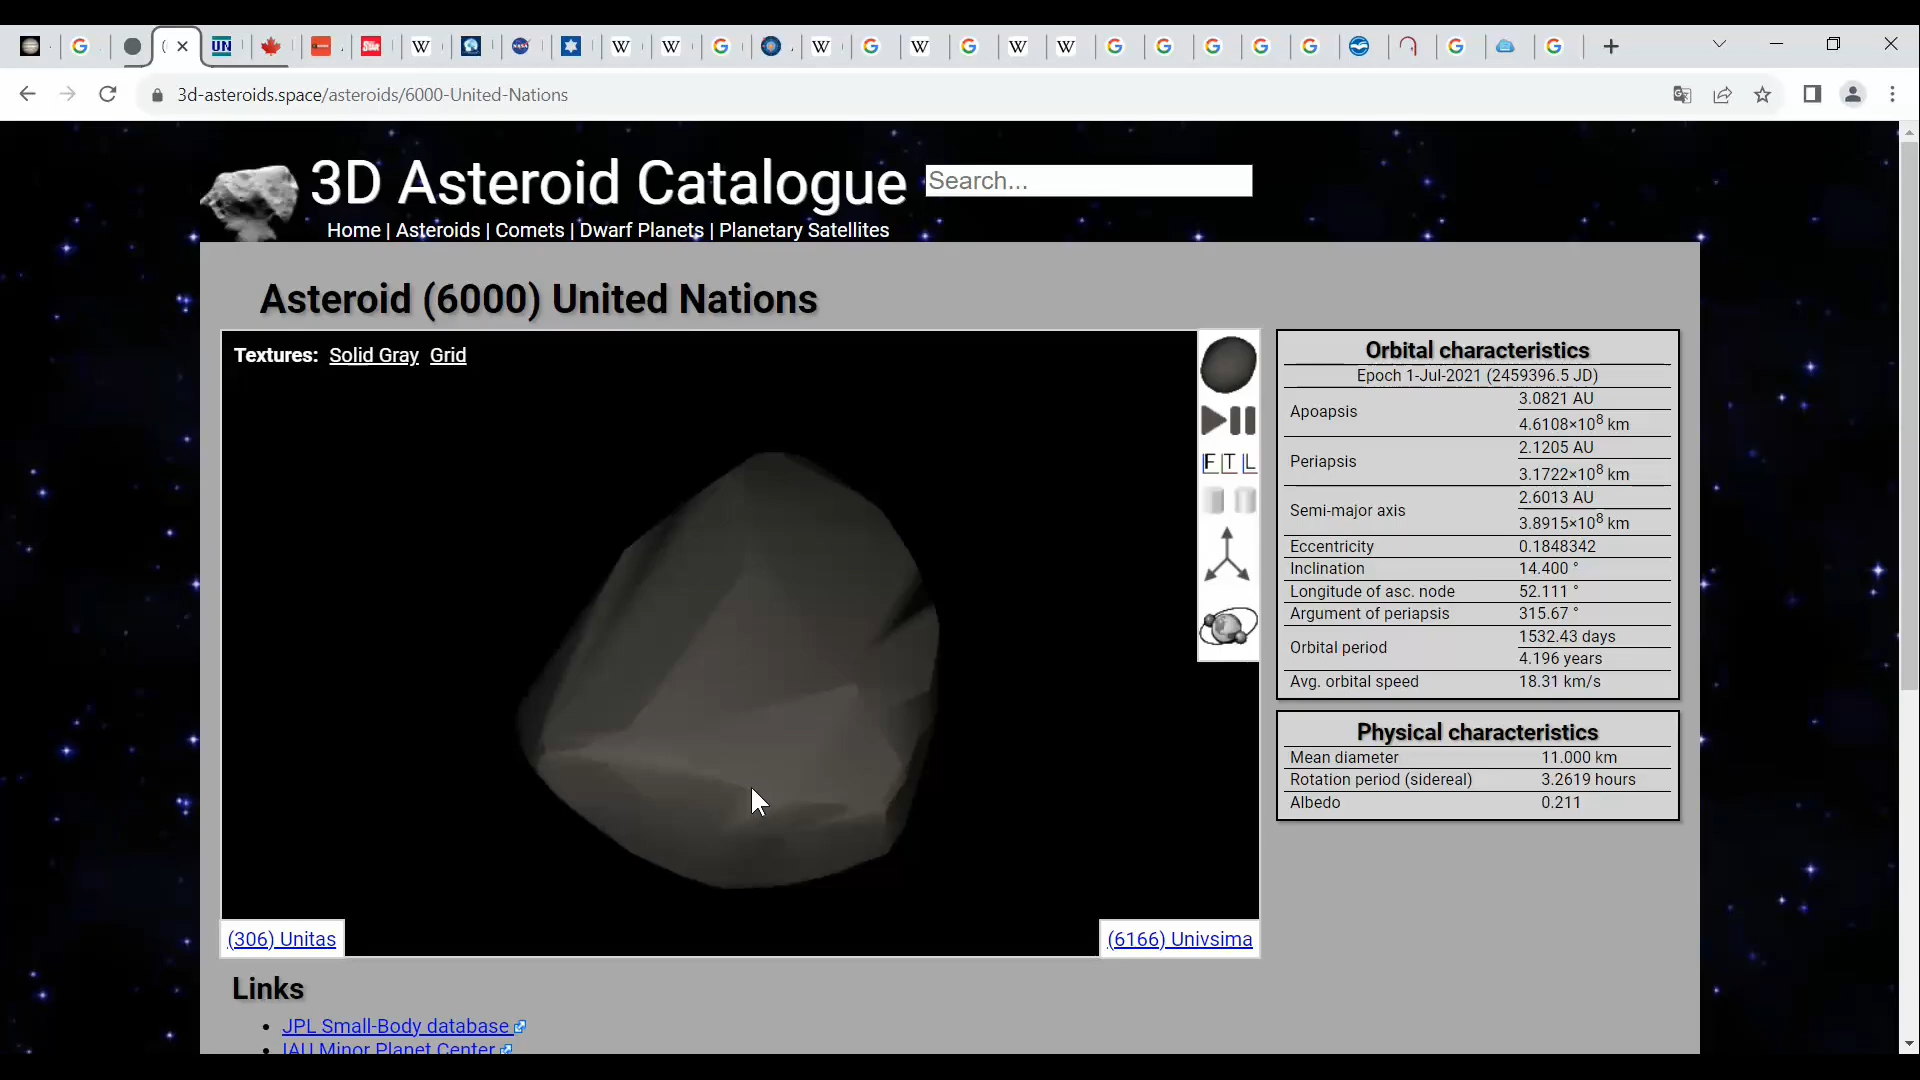 UN
Star
W
NASA
W
W
W
W
W
W
3d-asteroids.space/asteroids/6000-United-Nations
3D Asteroid Catalogue
Search...
Home | Asteroids | Comets | Dwarf Planets | Planetary Satellites
Asteroid (6000) United Nations
Textures: Solid Gray Grid
F T L
(306) Unitas
(6166) Univsima
Orbital characteristics
Epoch 1-Jul-2021 (2459396.5 JD)
Apoapsis 3.0821 AU
4.6108×10⁸ km
Periapsis 2.1205 AU
3.1722×10⁸ km
Semi-major axis 2.6013 AU
3.8915×10⁸ km
Eccentricity 0.1848342
Inclination 14.400 °
Longitude of asc. node 52.111 °
Argument of periapsis 315.67 °
Orbital period 1532.43 days
4.196 years
Avg. orbital speed 18.31 km/s
Physical characteristics
Mean diameter 11.000 km
Rotation period (sidereal) 3.2619 hours
Albedo 0.211
Links
JPL Small-Body database
IAU Minor Planet Center